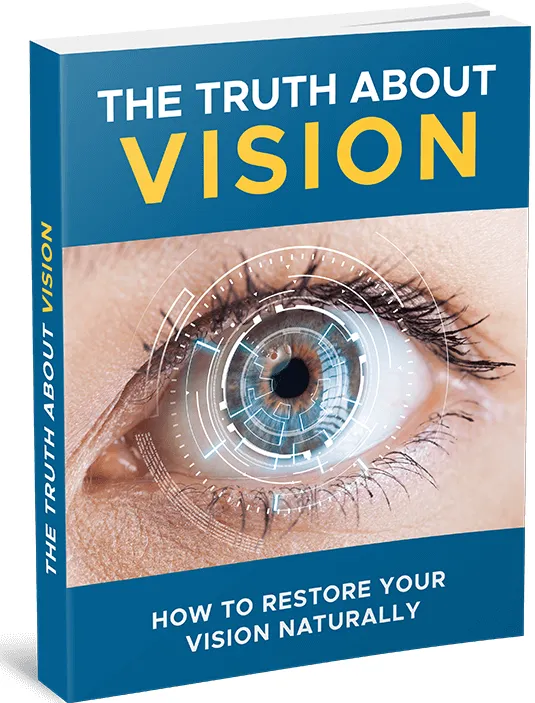 THE TRUTH ABOUT
VISION
THE TRUTH ABOUT VISION
HOW TO RESTORE YOUR
VISION NATURALLY